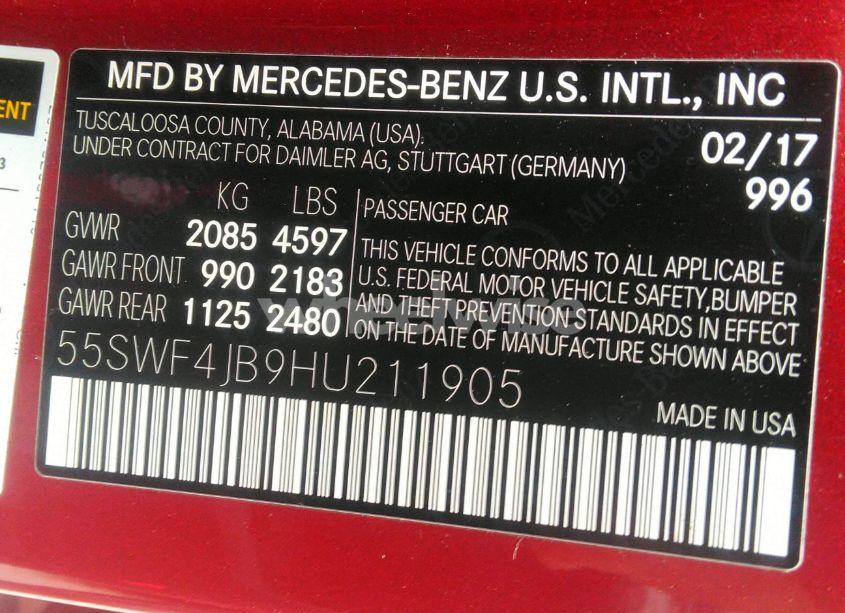 MFD BY MERCEDES-BENZ U.S. INTL., INC
TUSCALOOSA COUNTY, ALABAMA (USA).
UNDER CONTRACT FOR DAIMLER AG, STUTTGART (GERMANY)
02/17
996
KG LBS
GVWR 2085 4597
GAWR FRONT 990 2183
GAWR REAR 1125 2480
PASSENGER CAR
THIS VEHICLE CONFORMS TO ALL APPLICABLE
U.S. FEDERAL MOTOR VEHICLE SAFETY,BUMPER
AND THEFT PREVENTION STANDARDS IN EFFECT
ON THE DATE OF MANUFACTURE SHOWN ABOVE
55SWF4JB9HU211905
MADE IN USA
ENT
3
wheelwise